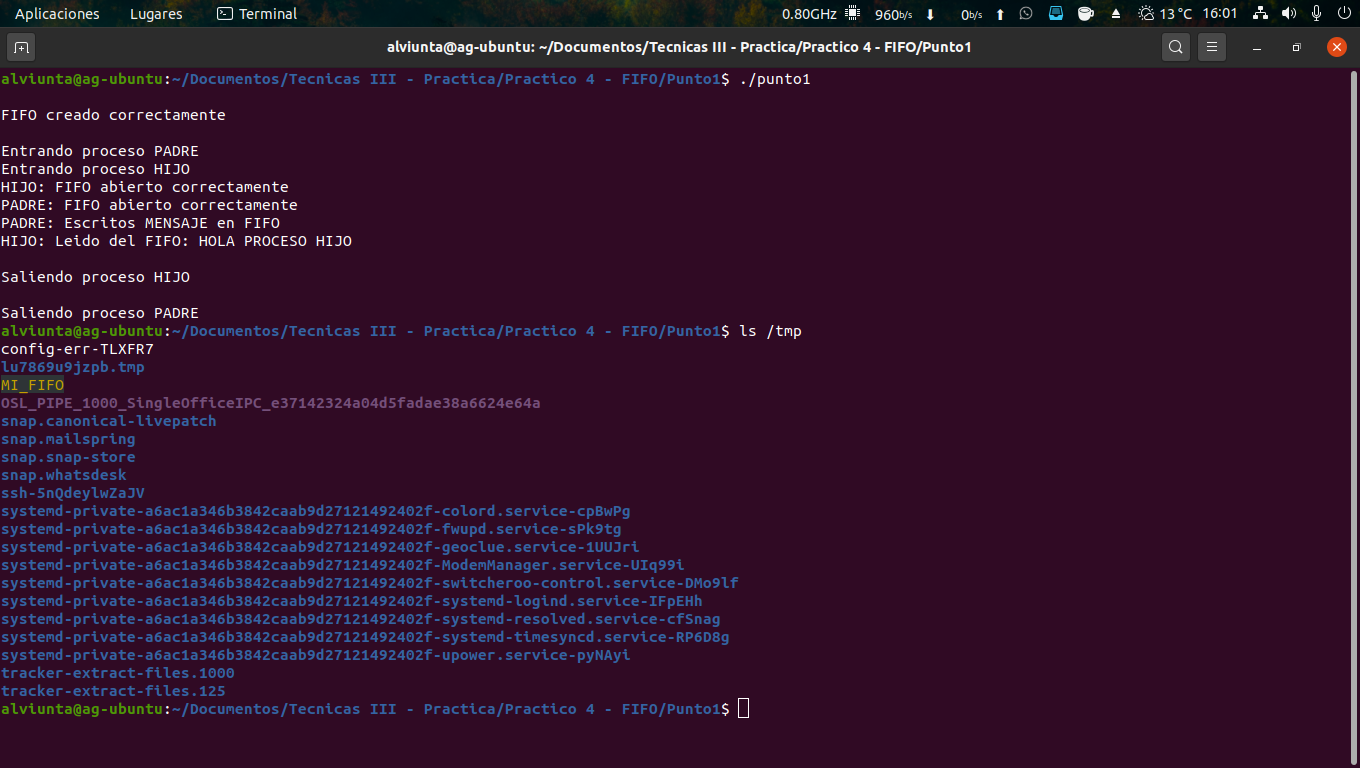 Aplicaciones Lugares Terminal 0.80GHz 960b/s 0b/s 13 °C 16:01
alviunta@ag-ubuntu: ~/Documentos/Tecnicas III - Practica/Practico 4 - FIFO/Punto1
alviunta@ag-ubuntu:~/Documentos/Tecnicas III - Practica/Practico 4 - FIFO/Punto1$ ./punto1
FIFO creado correctamente
Entrando proceso PADRE
Entrando proceso HIJO
HIJO: FIFO abierto correctamente
PADRE: FIFO abierto correctamente
PADRE: Escritos MENSAJE en FIFO
HIJO: Leido del FIFO: HOLA PROCESO HIJO
Saliendo proceso HIJO
Saliendo proceso PADRE
alviunta@ag-ubuntu:~/Documentos/Tecnicas III - Practica/Practico 4 - FIFO/Punto1$ ls /tmp
config-err-TLXFR7
lu7869u9jzpb.tmp
MI_FIFO
OSL_PIPE_1000_SingleOfficeIPC_e37142324a04d5fadae38a6624e64a
snap.canonical-livepatch
snap.mailspring
snap.snap-store
snap.whatsdesk
ssh-5nQdeylwZaJV
systemd-private-a6ac1a346b3842caab9d27121492402f-colord.service-cpBwPg
systemd-private-a6ac1a346b3842caab9d27121492402f-fwupd.service-sPk9tg
systemd-private-a6ac1a346b3842caab9d27121492402f-geoclue.service-1UUJri
systemd-private-a6ac1a346b3842caab9d27121492402f-ModemManager.service-UIq99i
systemd-private-a6ac1a346b3842caab9d27121492402f-switcheroo-control.service-DMo9lf
systemd-private-a6ac1a346b3842caab9d27121492402f-systemd-logind.service-IFpEHh
systemd-private-a6ac1a346b3842caab9d27121492402f-systemd-resolved.service-cfSnag
systemd-private-a6ac1a346b3842caab9d27121492402f-systemd-timesyncd.service-RP6D8g
systemd-private-a6ac1a346b3842caab9d27121492402f-upower.service-pyNAyi
tracker-extract-files.1000
tracker-extract-files.125
alviunta@ag-ubuntu:~/Documentos/Tecnicas III - Practica/Practico 4 - FIFO/Punto1$